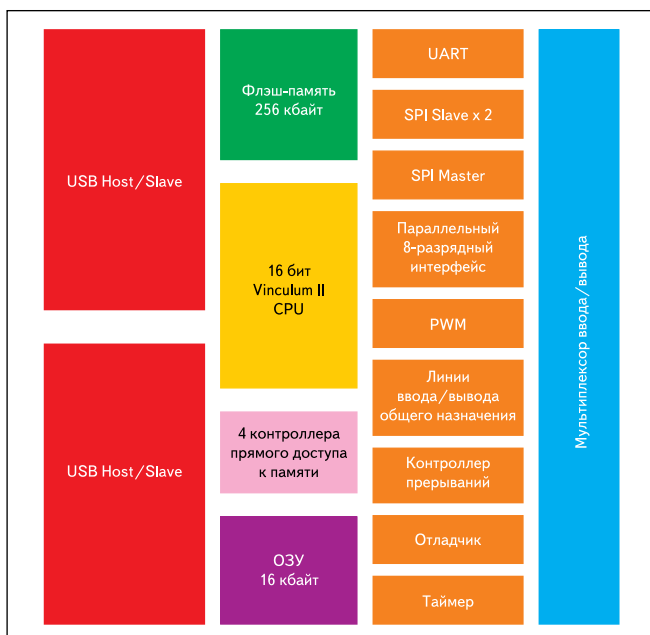 USB Host/Slave
USB Host/Slave
Флэш-память
256 кбайт
16 бит
Vinculum II
CPU
4 контроллера
прямого доступа
к памяти
ОЗУ
16 кбайт
UART
SPI Slave x 2
SPI Master
Параллельный
8-разрядный
интерфейс
PWM
Линии
ввода/вывода
общего назначения
Контроллер
прерываний
Отладчик
Таймер
Мультиплексор ввода/вывода